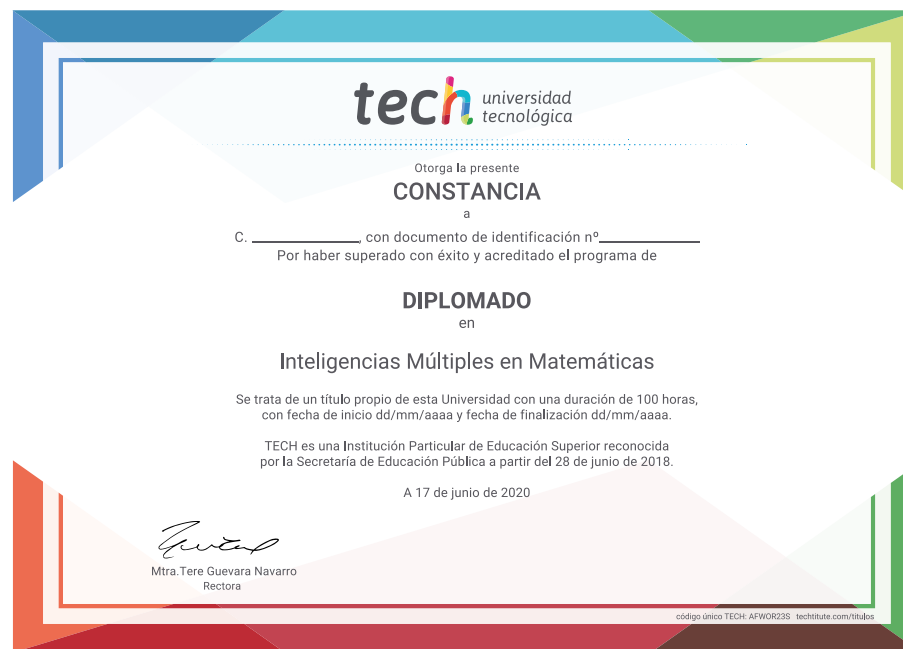 tech universidad
tecnológica
Otorga la presente
CONSTANCIA
a
C. ______________, con documento de identificación nº______________
Por haber superado con éxito y acreditado el programa de
DIPLOMADO
en
Inteligencias Múltiples en Matemáticas
Se trata de un título propio de esta Universidad con una duración de 100 horas,
con fecha de inicio dd/mm/aaaa y fecha de finalización dd/mm/aaaa.
TECH es una Institución Particular de Educación Superior reconocida
por la Secretaría de Educación Pública a partir del 28 de junio de 2018.
A 17 de junio de 2020
Mtra.Tere Guevara Navarro
Rectora
código único TECH: AFWOR23S techtitute.com/titulos